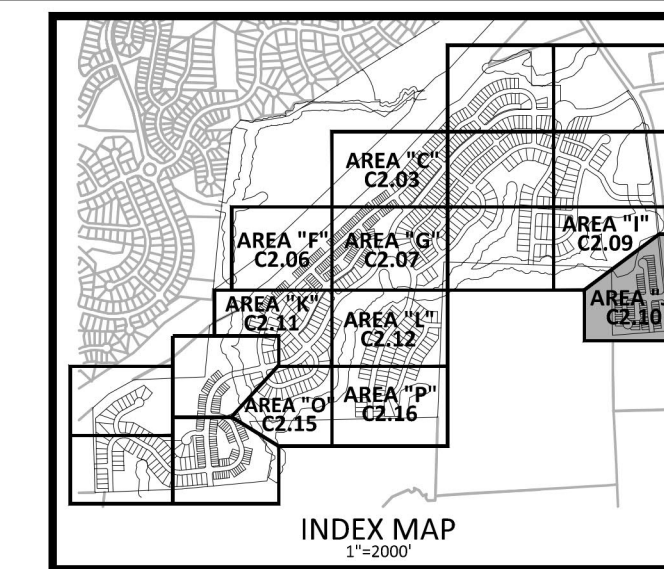 AREA "C"
C2.03
AREA "F"
C2.06
AREA "G"
C2.07
AREA "I"
C2.09
AREA "
C2.10
AREA "K"
C2.11
AREA "L"
C2.12
AREA "O"
C2.15
AREA "P"
C2.16
INDEX MAP
1"=2000'